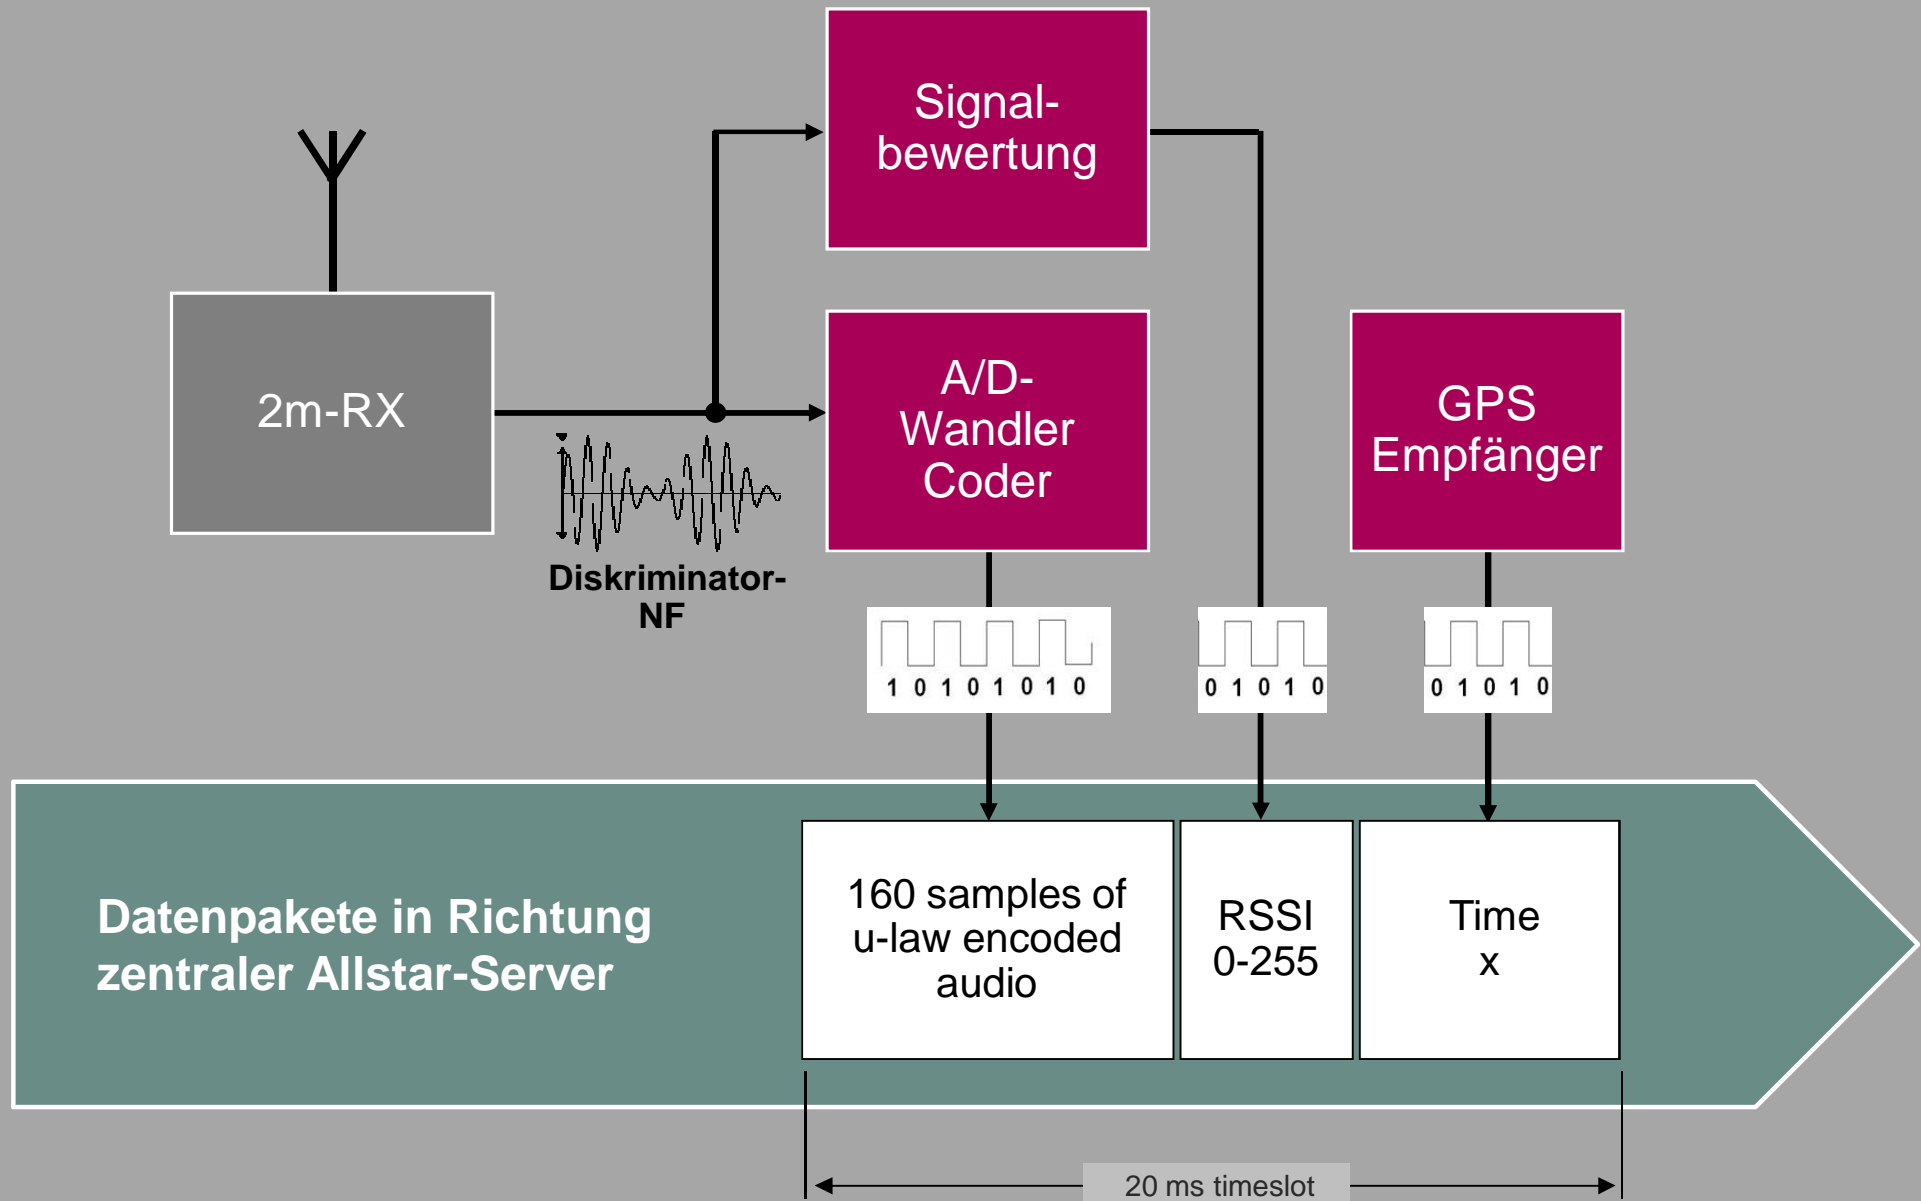 Signal-
bewertung
2m-RX
A/D-
Wandler
Coder
GPS
Empfänger
Diskriminator-
NF
1 0 1 0 1 0 1 0
0 1 0 1 0
0 1 0 1 0
Datenpakete in Richtung
zentraler Allstar-Server
160 samples of
u-law encoded
audio
RSSI
0-255
Time
x
20 ms timeslot